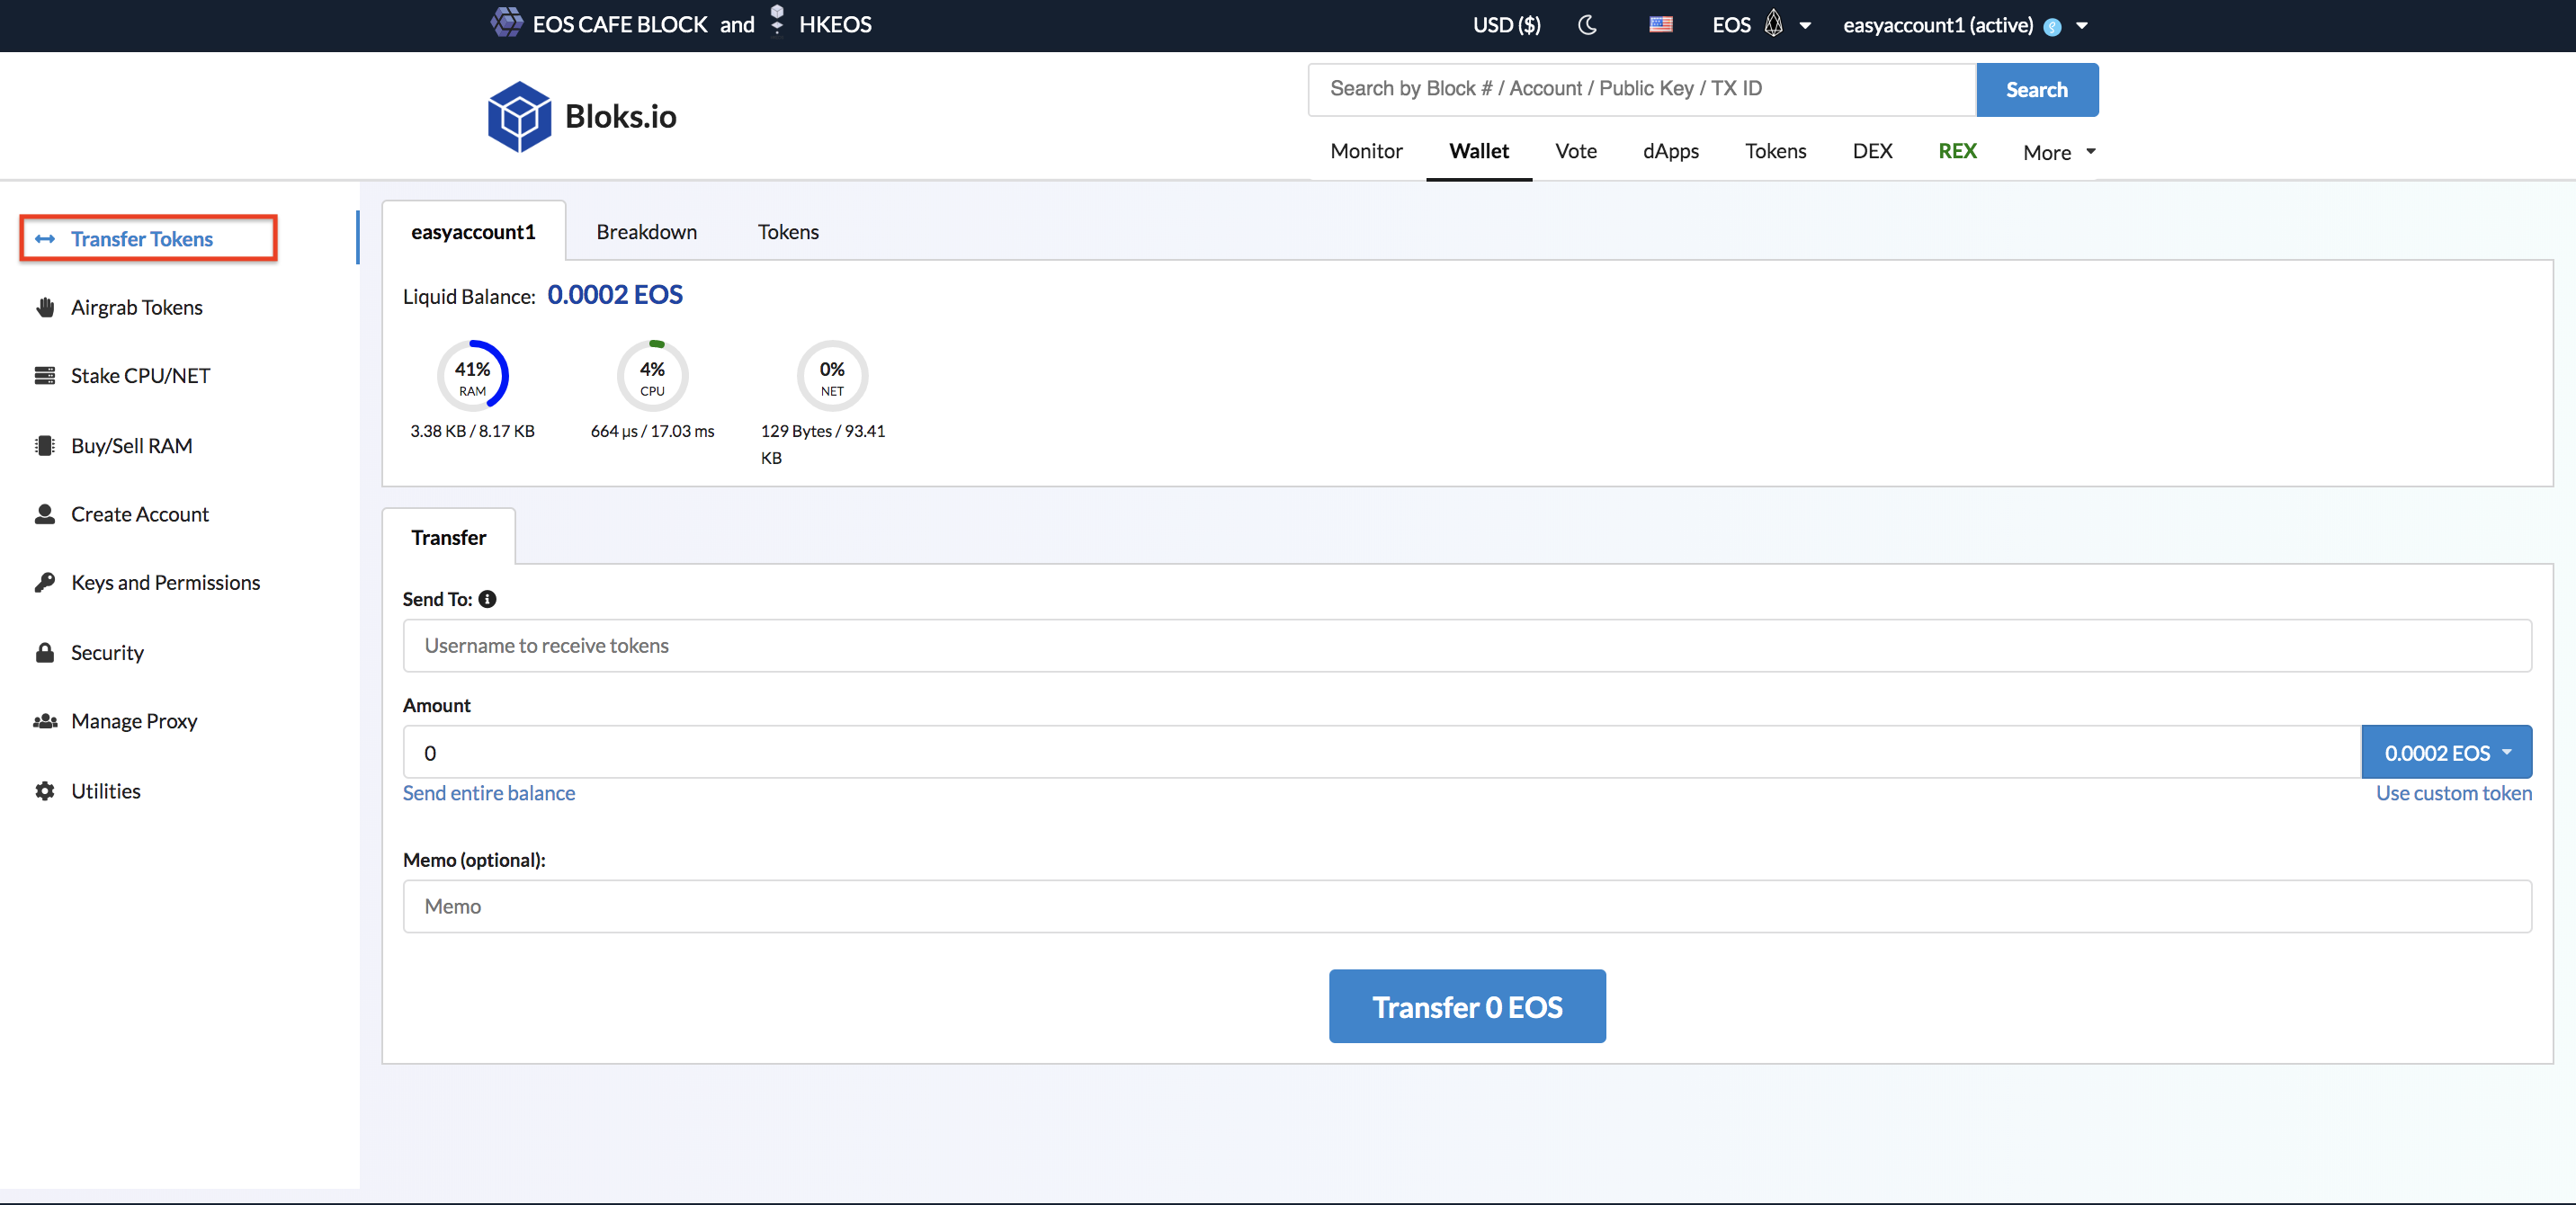 EOS CAFE BLOCK and HKEOS
USD ($)
EOS
easyaccount1 (active)
Bloks.io
Search by Block # / Account / Public Key / TX ID
Search
Monitor
Wallet
Vote
dApps
Tokens
DEX
REX
More
Transfer Tokens
Airgrab Tokens
Stake CPU/NET
Buy/Sell RAM
Create Account
Keys and Permissions
Security
Manage Proxy
Utilities
easyaccount1
Breakdown
Tokens
Liquid Balance: 0.0002 EOS
41%
RAM
3.38 KB / 8.17 KB
4%
CPU
664 µs / 17.03 ms
0%
NET
129 Bytes / 93.41
KB
Transfer
Send To:
Username to receive tokens
Amount
0
0.0002 EOS
Send entire balance
Use custom token
Memo (optional):
Memo
Transfer 0 EOS